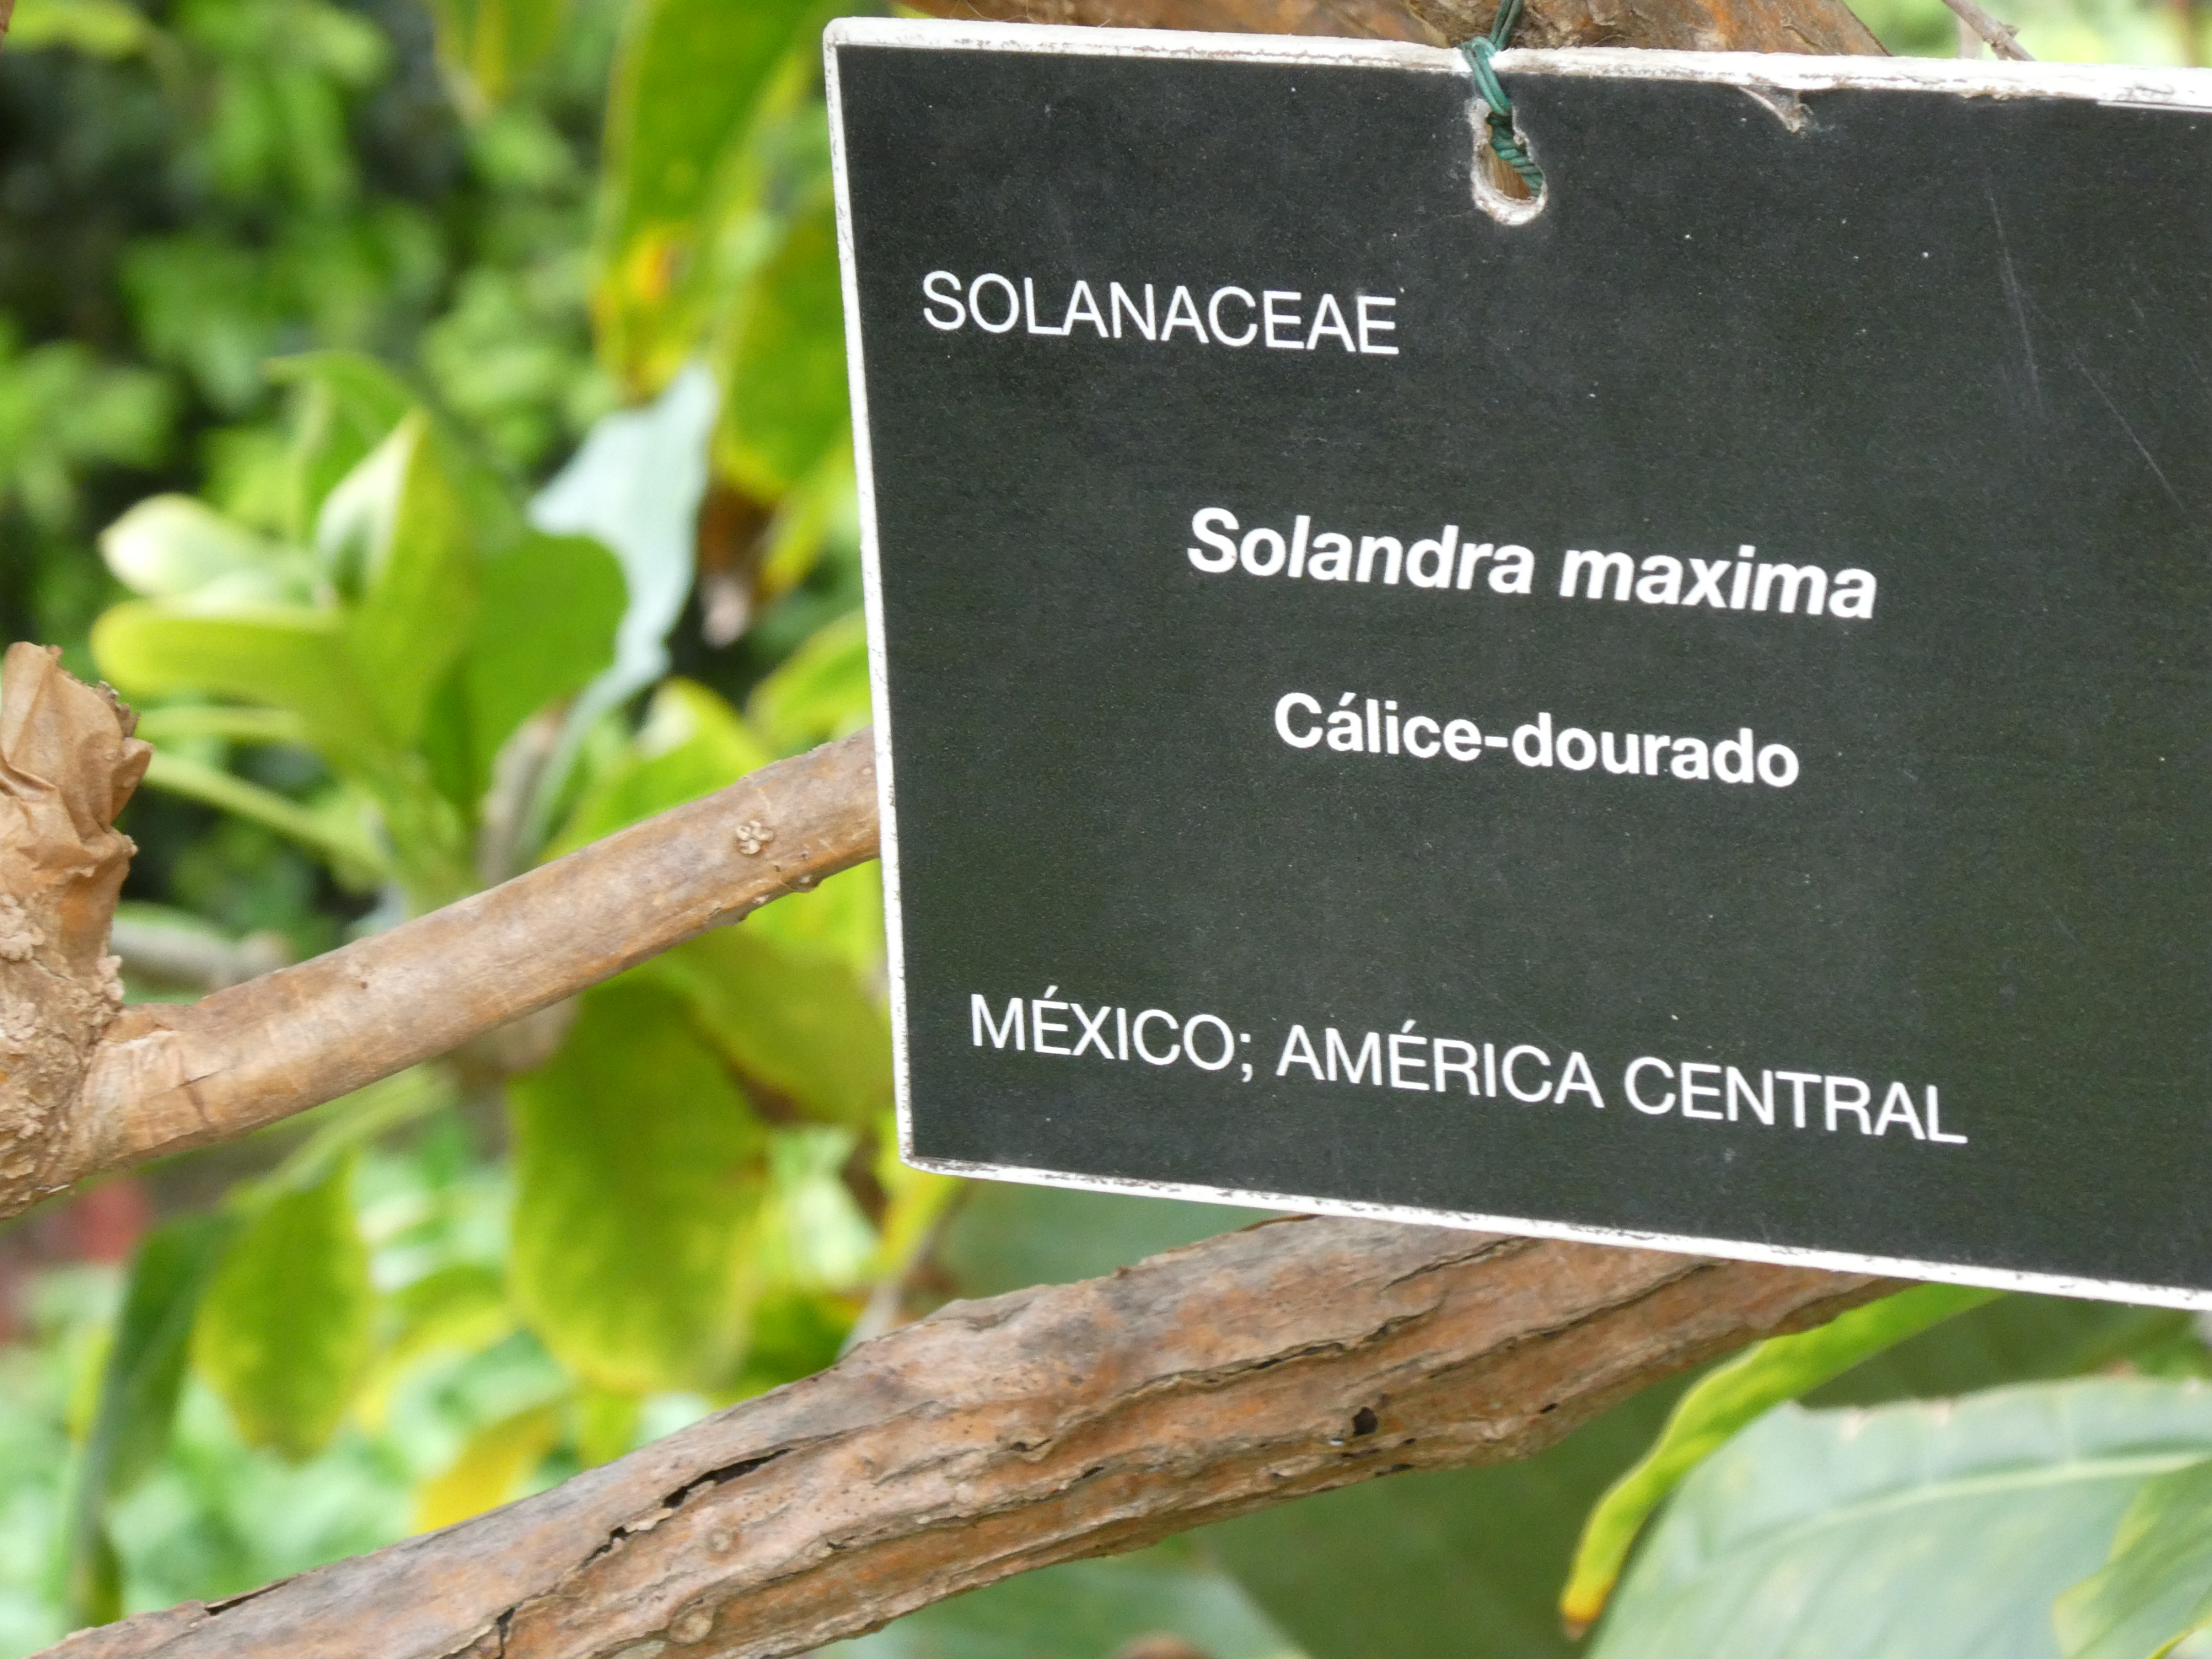 SOLANACEAE
Solandra maxima
Cálice-dourado
MÉXICO; AMÉRICA CENTRAL